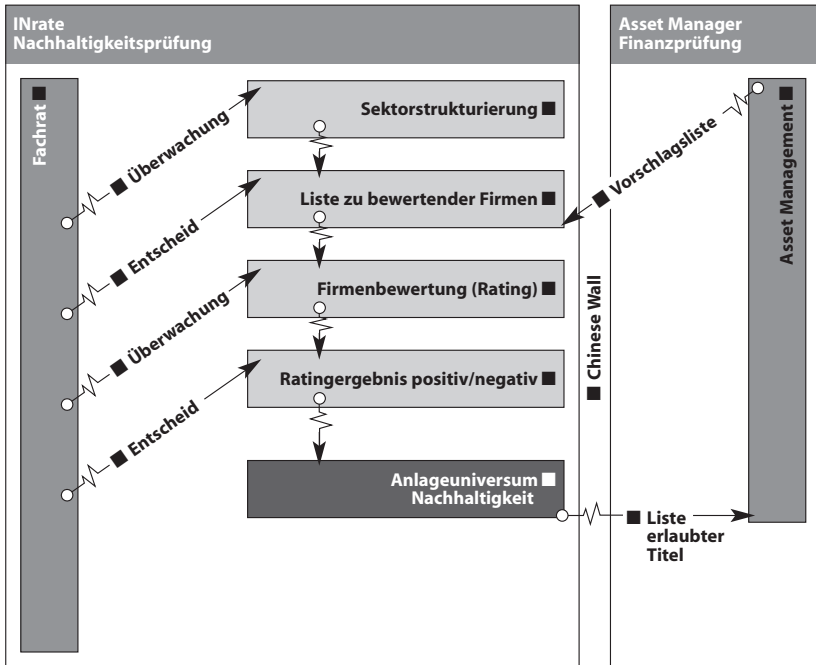 INrate
Nachhaltigkeitsprüfung
Asset Manager
Finanzprüfung
Fachrat
Überwachung
Entscheid
Überwachung
Entscheid
Sektorstrukturierung
Liste zu bewertender Firmen
Firmenbewertung (Rating)
Ratingergebnis positiv/negativ
Anlageuniversum
Nachhaltigkeit
Chinese Wall
Vorschlagsliste
Asset Management
Liste
erlaubter
Titel